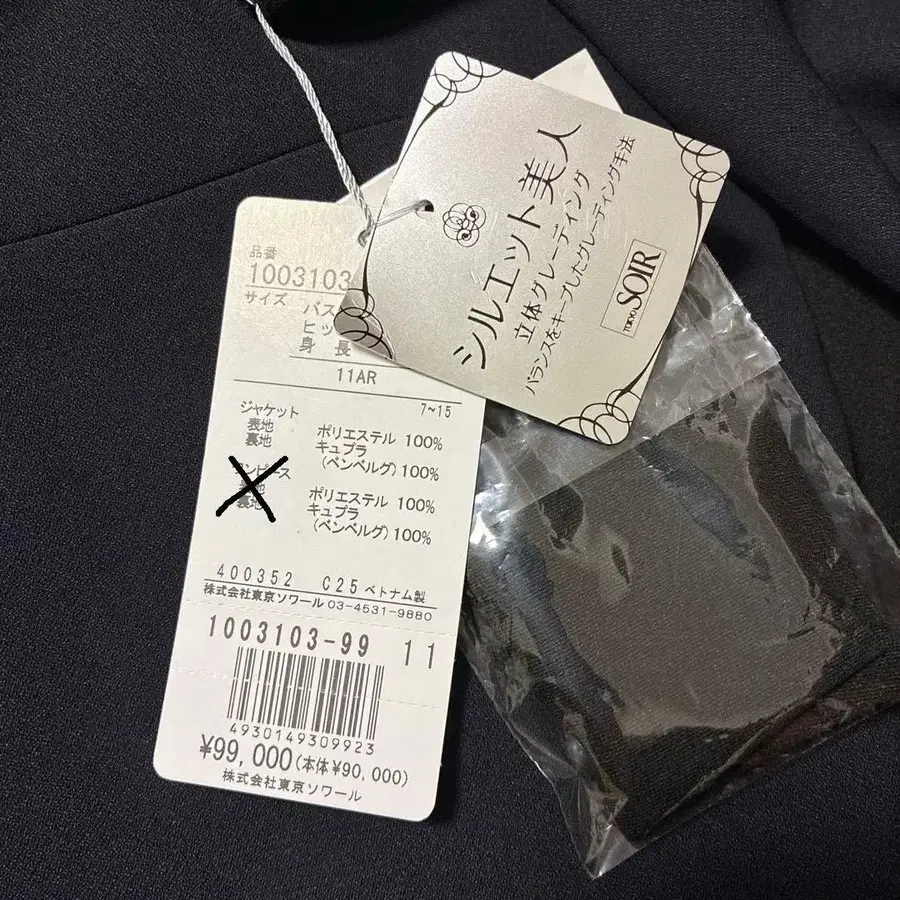 品番
1003103
サイズ
バス
ヒッ
身 長
11AR
7~15
ジャケット
表地 ポリエステル 100%
裏地 キュプラ
(ベンベルグ) 100%
ピース
ポリエステル 100%
裏地 キュプラ
(ベンベルグ) 100%
400352 C25 ベトナム製
株式会社東京ソワール 03-4531-9880
1003103-99 11
4930149309923
¥99,000(本体¥90,000)
株式会社東京ソワール
シルエット美人
立体グレーディング
バランスをキープしたグレーディング手法
TOKYO SOIR